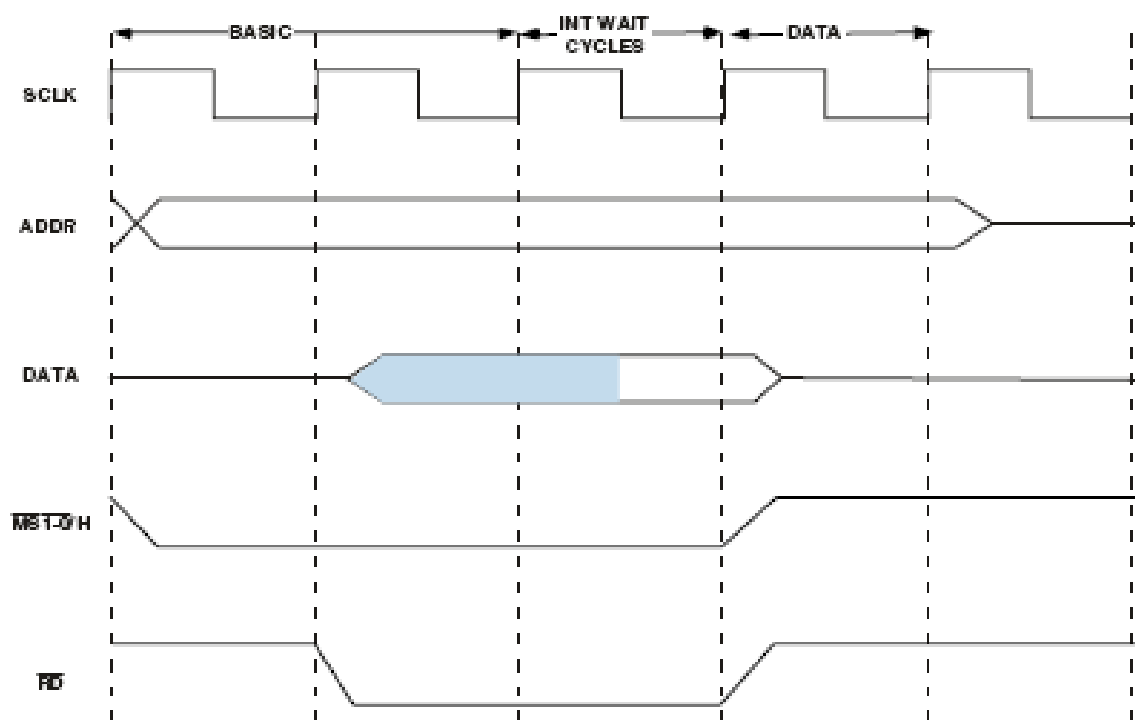 BASIC
INT WAIT
CYCLES
DATA
SCLK
ADDR
DATA
MS1-0/H
RD